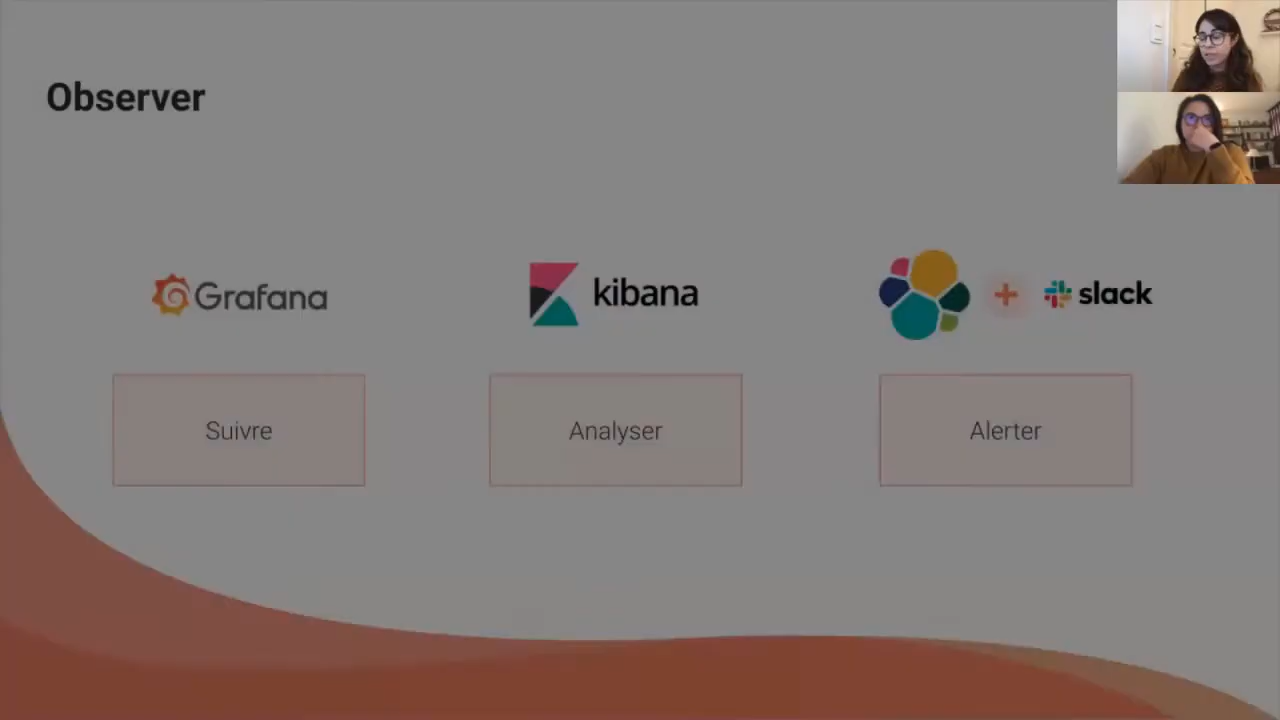 Observer
Grafana
kibana
slack
Suivre
Analyser
Alerter